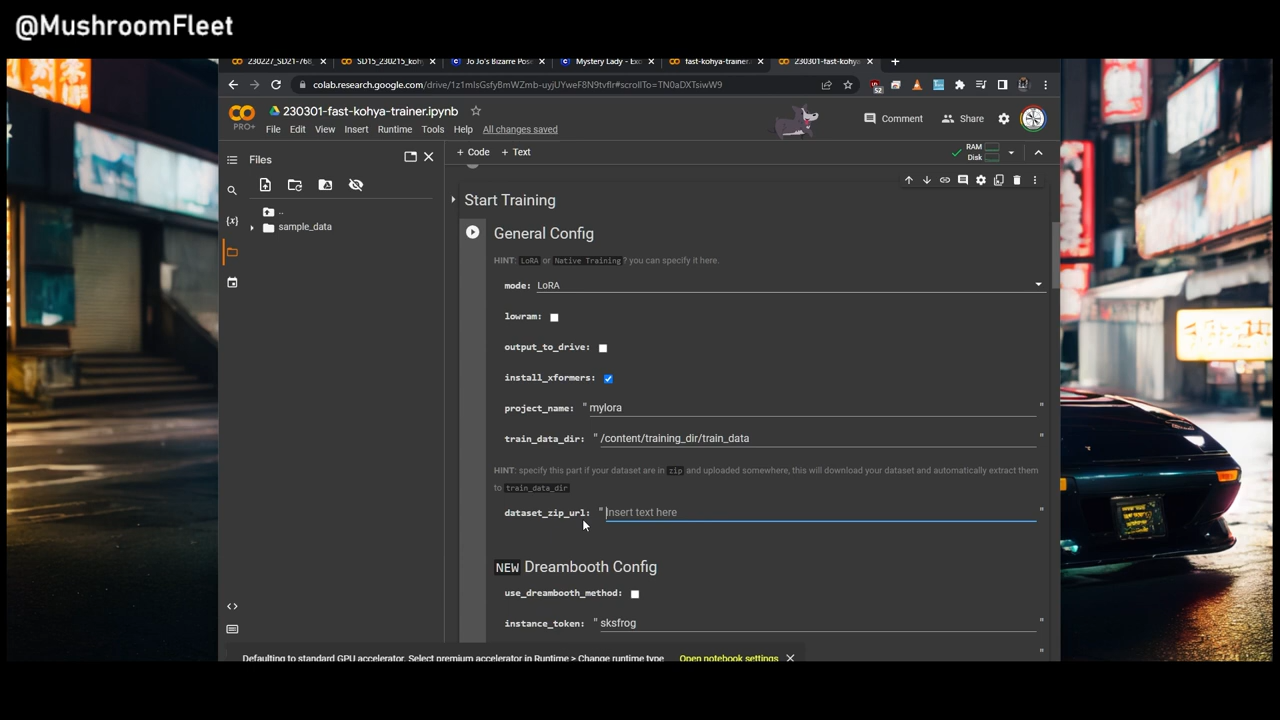 @MushroomFleet
230227_SD21-768
SD15_230215_koh
Jo Jo's Bizarre Pose
Mystery Lady - Ex
fast-kohya-trainer.
230301-fast-kohya
colab.research.google.com/drive/1z1mIsGsfyBmWZmb-uyjUYweF8N9tvfIr#scrollTo=TN0aDXTsiwW9
52
230301-fast-kohya-trainer.ipynb
PRO+
File Edit View Insert Runtime Tools Help All changes saved
Comment
Share
Files
+ Code + Text
RAM
Disk
..
sample_data
{x}
Start Training
General Config
HINT: LoRA or Native Training? you can specify it here.
mode: LoRA
lowram:
output_to_drive:
install_xformers:
project_name: " mylora "
train_data_dir: " /content/training_dir/train_data "
HINT: specify this part if your dataset are in zip and uploaded somewhere, this will download your dataset and automatically extract them
to train_data_dir
dataset_zip_url: " Insert text here "
NEW Dreambooth Config
use_dreambooth_method:
instance_token: " sksfrog "
Defaulting to standard GPU accelerator. Select premium accelerator in Runtime > Change runtime type Open notebook settings